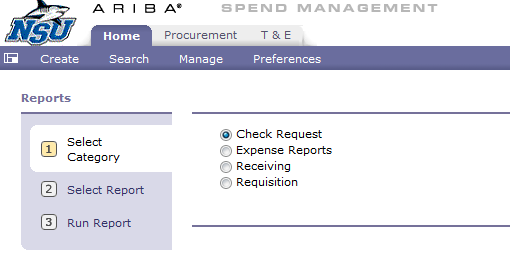 NSU ARIBA® SPEND MANAGEMENT
Home Procurement T & E
Create Search Manage Preferences
Reports
1 Select Category
2 Select Report
3 Run Report
Check Request
Expense Reports
Receiving
Requisition